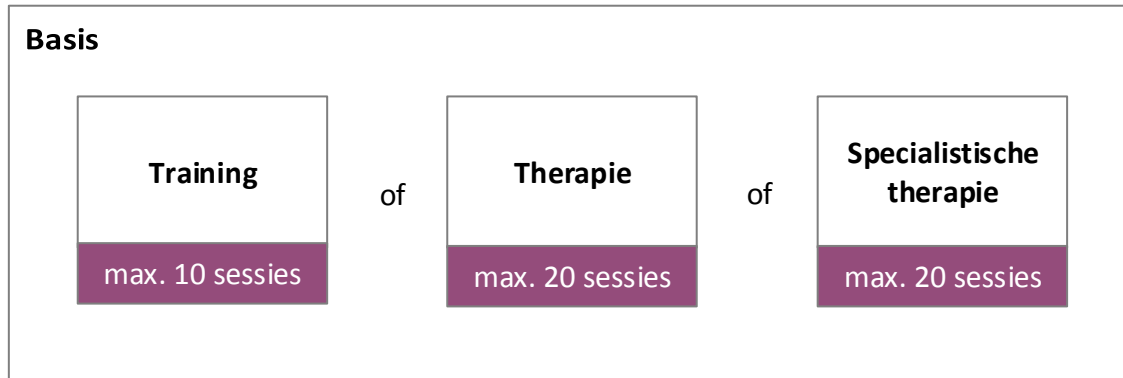 Basis
Training
of
Therapie
of
Specialistische
therapie
max. 10 sessies
max. 20 sessies
max. 20 sessies